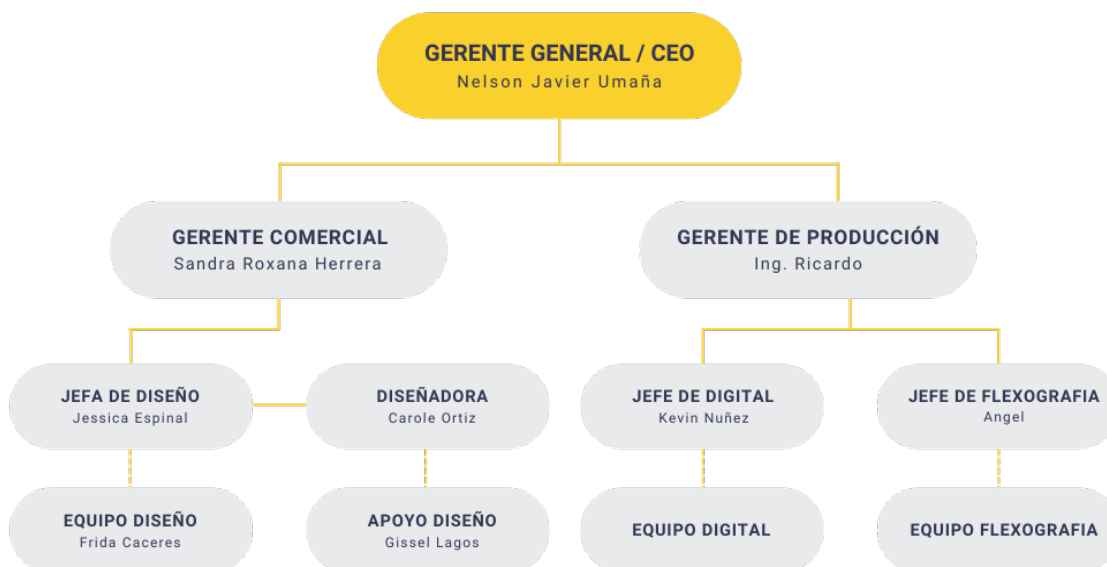 GERENTE GENERAL / CEO
Nelson Javier Umaña
GERENTE COMERCIAL
Sandra Roxana Herrera
GERENTE DE PRODUCCIÓN
Ing. Ricardo
JEFA DE DISEÑO
Jessica Espinal
DISEÑADORA
Carole Ortiz
JEFE DE DIGITAL
Kevin Nuñez
JEFE DE FLEXOGRAFIA
Angel
EQUIPO DISEÑO
Frida Caceres
APOYO DISEÑO
Gissel Lagos
EQUIPO DIGITAL
EQUIPO FLEXOGRAFIA